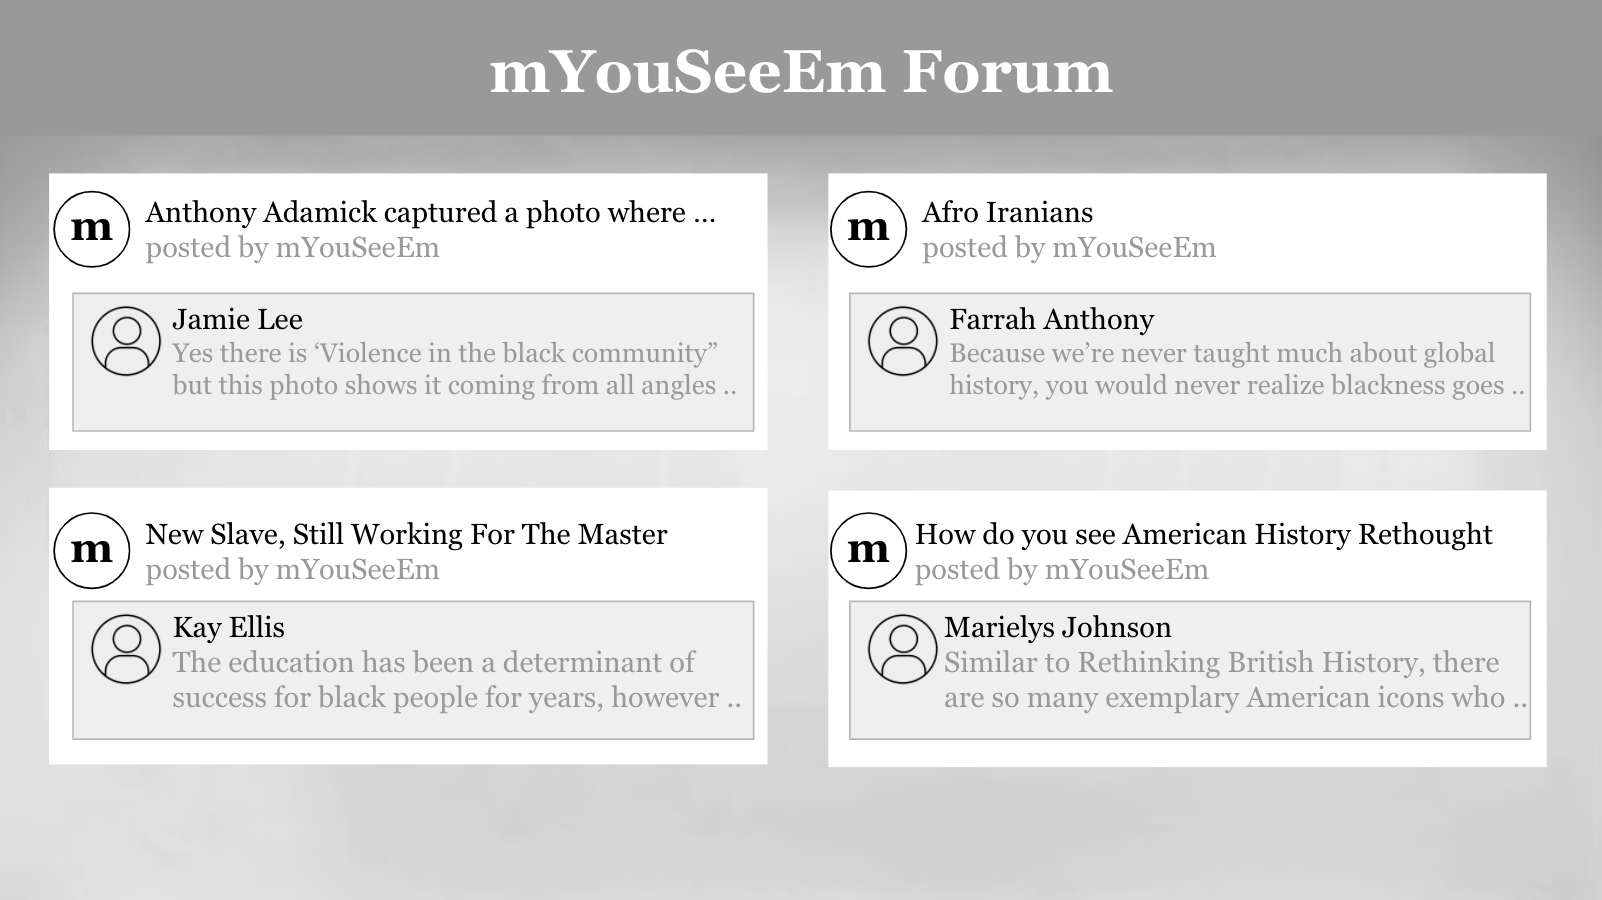 mYouSeeEm Forum
m
Anthony Adamick captured a photo where ...
posted by mYouSeeEm
Jamie Lee
Yes there is ‘Violence in the black community”
but this photo shows it coming from all angles ..
m
Afro Iranians
posted by mYouSeeEm
Farrah Anthony
Because we’re never taught much about global
history, you would never realize blackness goes ..
m
New Slave, Still Working For The Master
posted by mYouSeeEm
Kay Ellis
The education has been a determinant of
success for black people for years, however ..
m
How do you see American History Rethought
posted by mYouSeeEm
Marielys Johnson
Similar to Rethinking British History, there
are so many exemplary American icons who ..